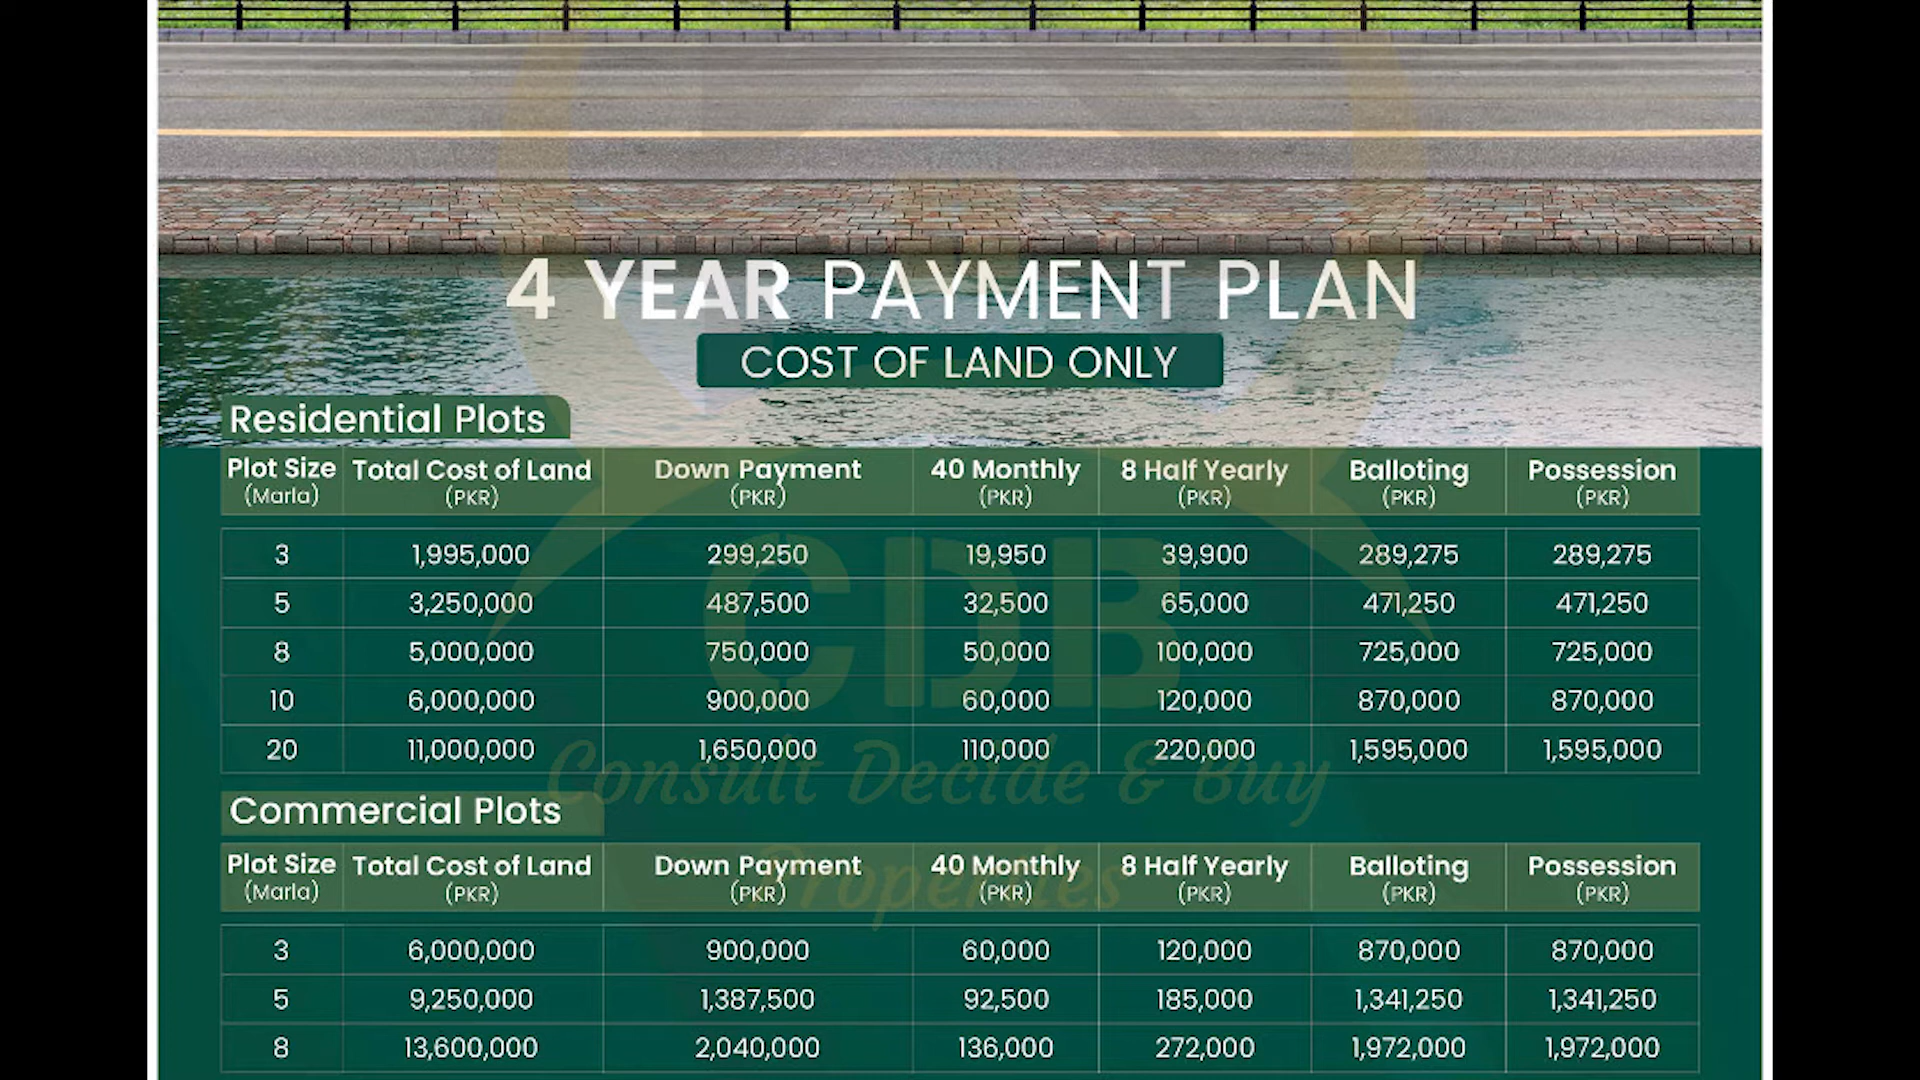 4 YEAR PAYMENT PLAN
COST OF LAND ONLY
Residential Plots
Plot Size (Marla) Total Cost of Land (PKR) Down Payment (PKR) 40 Monthly (PKR) 8 Half Yearly (PKR) Balloting (PKR) Possession (PKR)
3 1,995,000 299,250 19,950 39,900 289,275 289,275
5 3,250,000 487,500 32,500 65,000 471,250 471,250
8 5,000,000 750,000 50,000 100,000 725,000 725,000
10 6,000,000 900,000 60,000 120,000 870,000 870,000
20 11,000,000 1,650,000 110,000 220,000 1,595,000 1,595,000
Commercial Plots
Plot Size (Marla) Total Cost of Land (PKR) Down Payment (PKR) 40 Monthly (PKR) 8 Half Yearly (PKR) Balloting (PKR) Possession (PKR)
3 6,000,000 900,000 60,000 120,000 870,000 870,000
5 9,250,000 1,387,500 92,500 185,000 1,341,250 1,341,250
8 13,600,000 2,040,000 136,000 272,000 1,972,000 1,972,000
CDB
Consult Decide & Buy
Properties